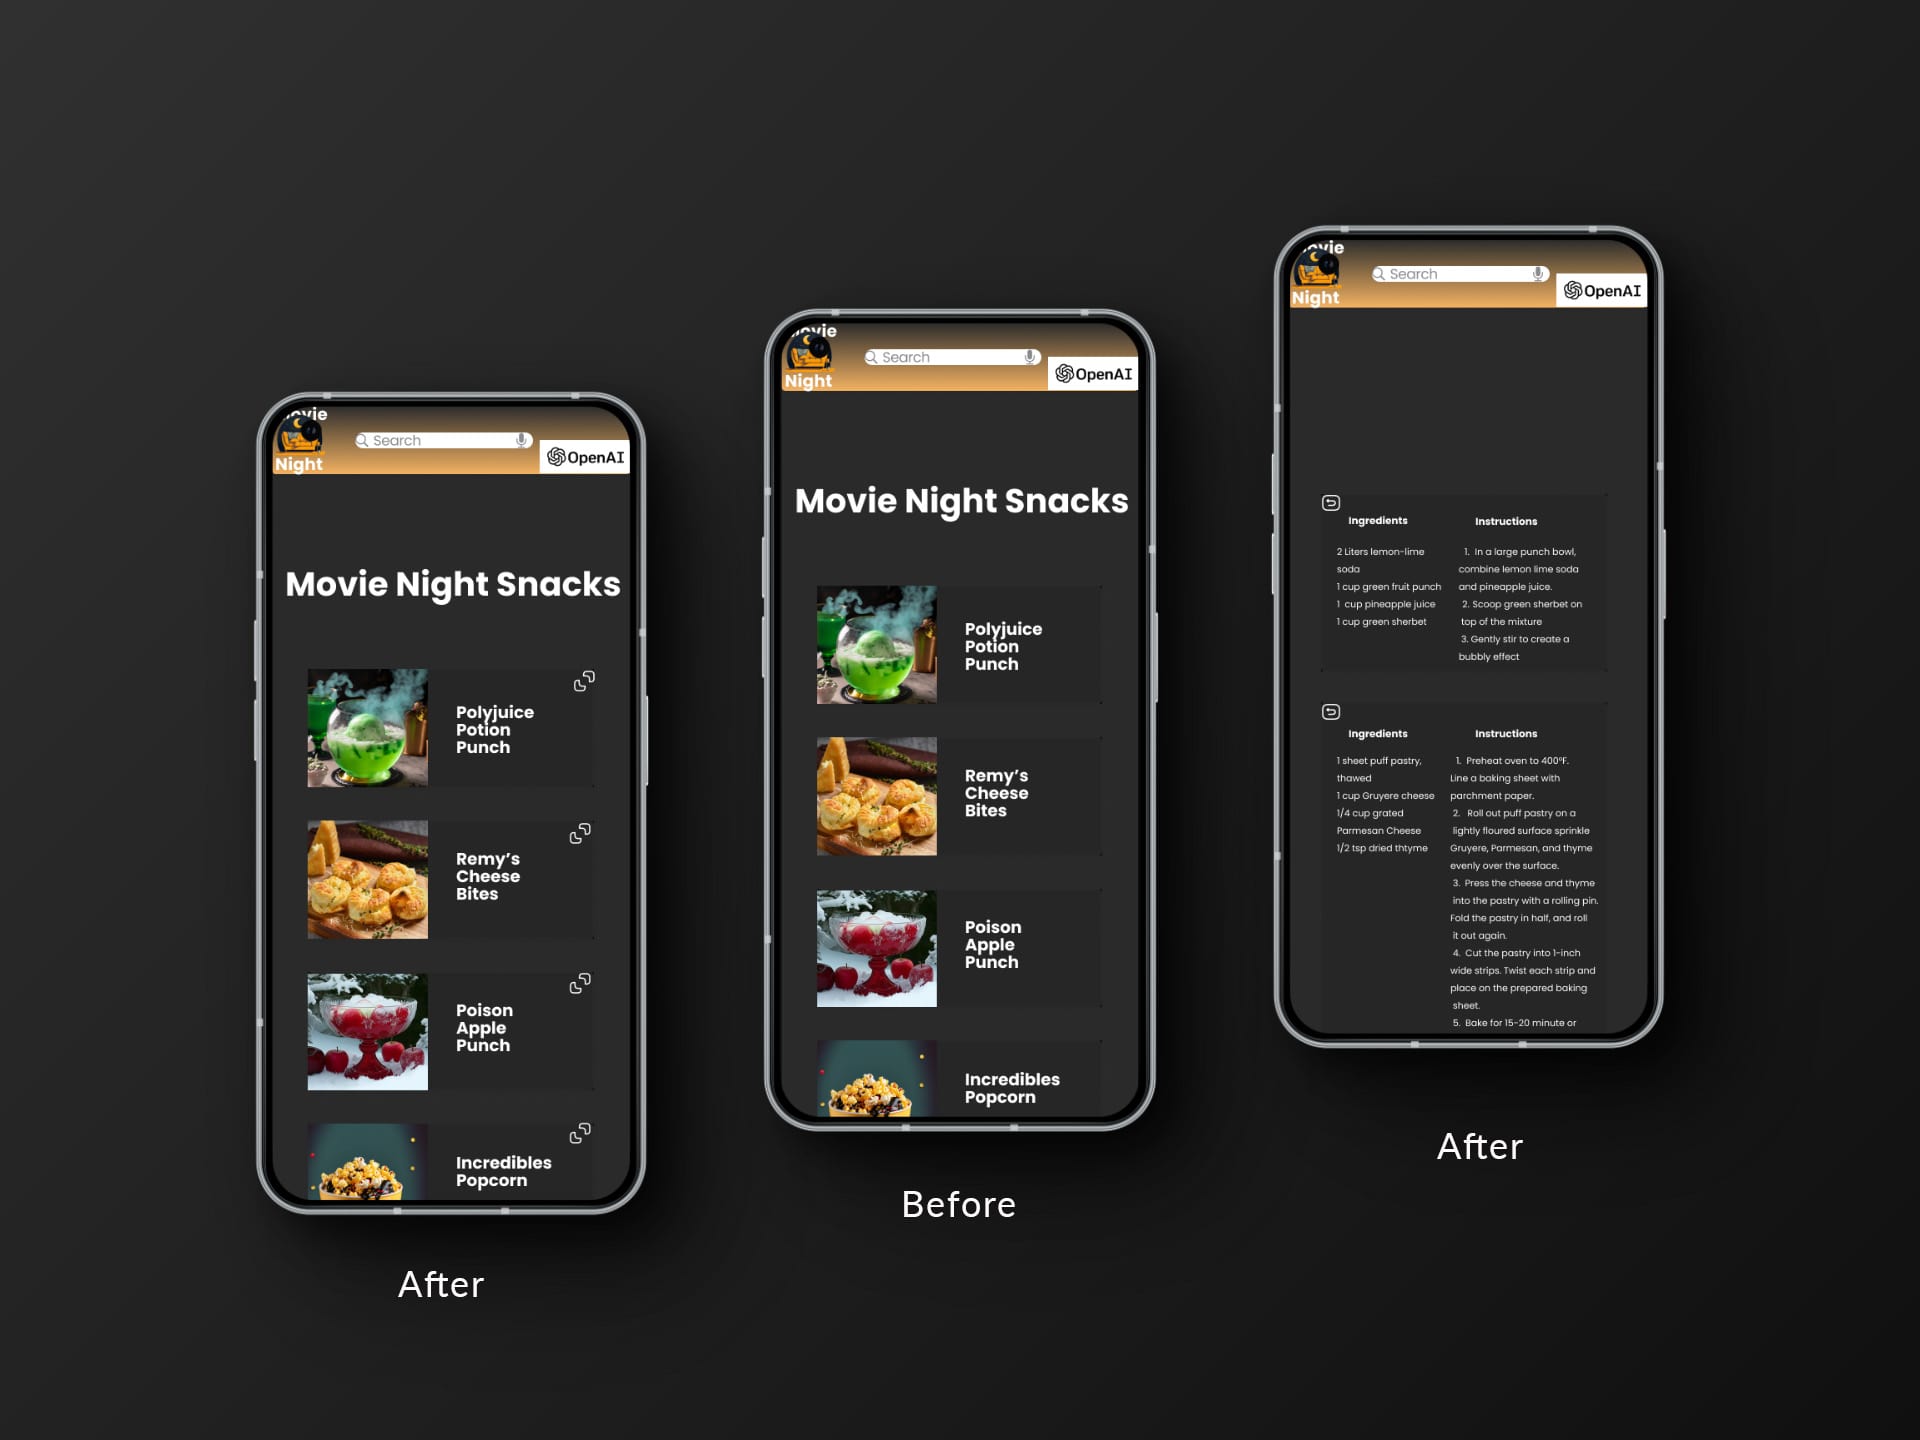 Movie
Night
Search
OpenAI
Movie Night Snacks
Polyjuice
Potion
Punch
Remy's
Cheese
Bites
Poison
Apple
Punch
Incredibles
Popcorn
After
Movie
Night
Search
OpenAI
Movie Night Snacks
Polyjuice
Potion
Punch
Remy's
Cheese
Bites
Poison
Apple
Punch
Incredibles
Popcorn
Before
Movie
Night
Search
OpenAI
Ingredients
2 Liters lemon-lime
soda
1 cup green fruit punch
1 cup pineapple juice
1 cup green sherbet
Instructions
1. In a large punch bowl,
combine lemon lime soda
and pineapple juice.
2. Scoop green sherbet on
top of the mixture
3. Gently stir to create a
bubbly effect
Ingredients
1 sheet puff pastry,
thawed
1 cup Gruyere cheese
1/4 cup grated
Parmesan Cheese
1/2 tsp dried thtyme
Instructions
1. Preheat oven to 400°F.
Line a baking sheet with
parchment paper.
2. Roll out puff pastry on a
lightly floured surface sprinkle
Gruyere, Parmesan, and thyme
evenly over the surface.
3. Press the cheese and thyme
into the pastry with a rolling pin.
Fold the pastry in half, and roll
it out again.
4. Cut the pastry into 1-inch
wide strips. Twist each strip and
place on the prepared baking
sheet.
5. Bake for 15-20 minute or
After